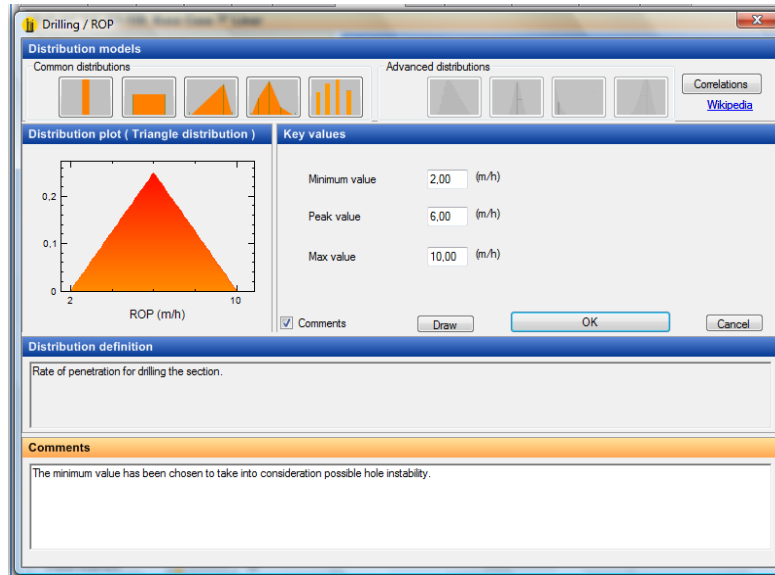 Drilling / ROP
Distribution models
Common distributions
Advanced distributions
Correlations
Wikipedia
Distribution plot ( Triangle distribution )
Key values
0,2
0,1
0
2
10
ROP (m/h)
Minimum value 2,00 (m/h)
Peak value 6,00 (m/h)
Max value 10,00 (m/h)
Comments
Draw
OK
Cancel
Distribution definition
Rate of penetration for drilling the section.
Comments
The minimum value has been chosen to take into consideration possible hole instability.